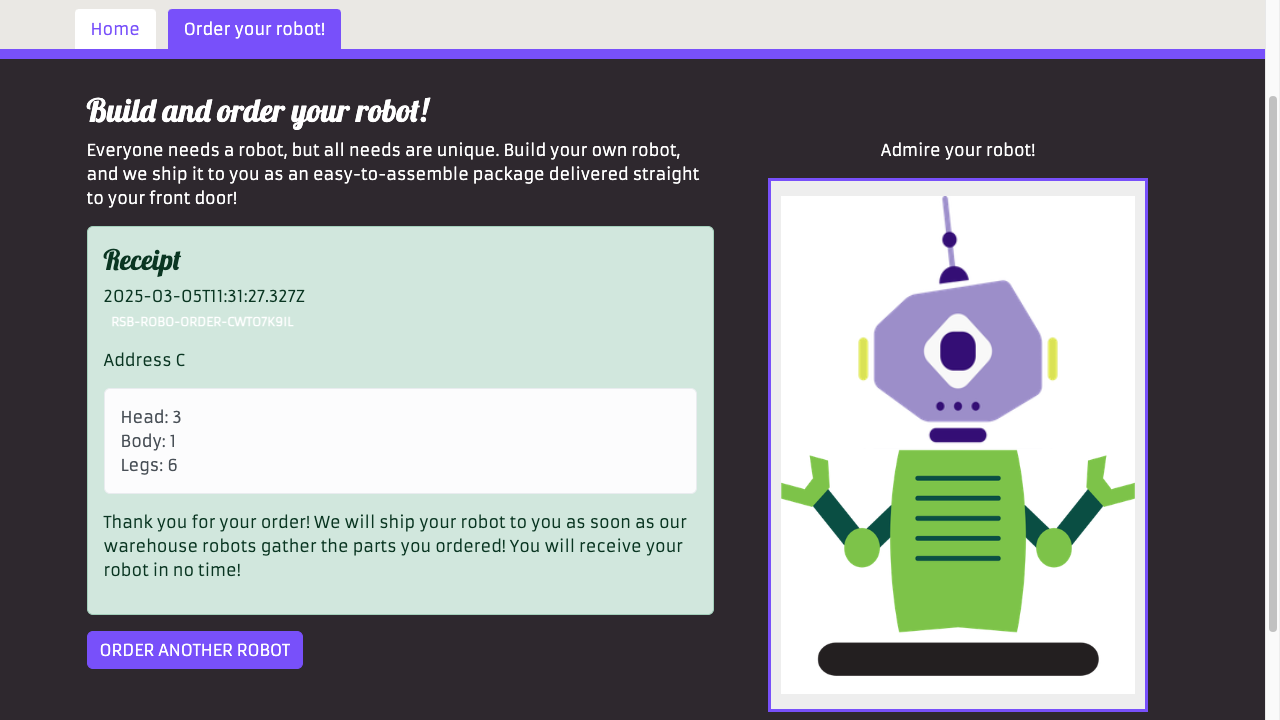 Home
Order your robot!
Build and order your robot!
Everyone needs a robot, but all needs are unique. Build your own robot,
and we ship it to you as an easy-to-assemble package delivered straight
to your front door!
Receipt
2025-03-05T11:31:27.327Z
RSB-ROBO-ORDER-CWTO7K9IL
Address C
Head: 3
Body: 1
Legs: 6
Thank you for your order! We will ship your robot to you as soon as our
warehouse robots gather the parts you ordered! You will receive your
robot in no time!
ORDER ANOTHER ROBOT
Admire your robot!